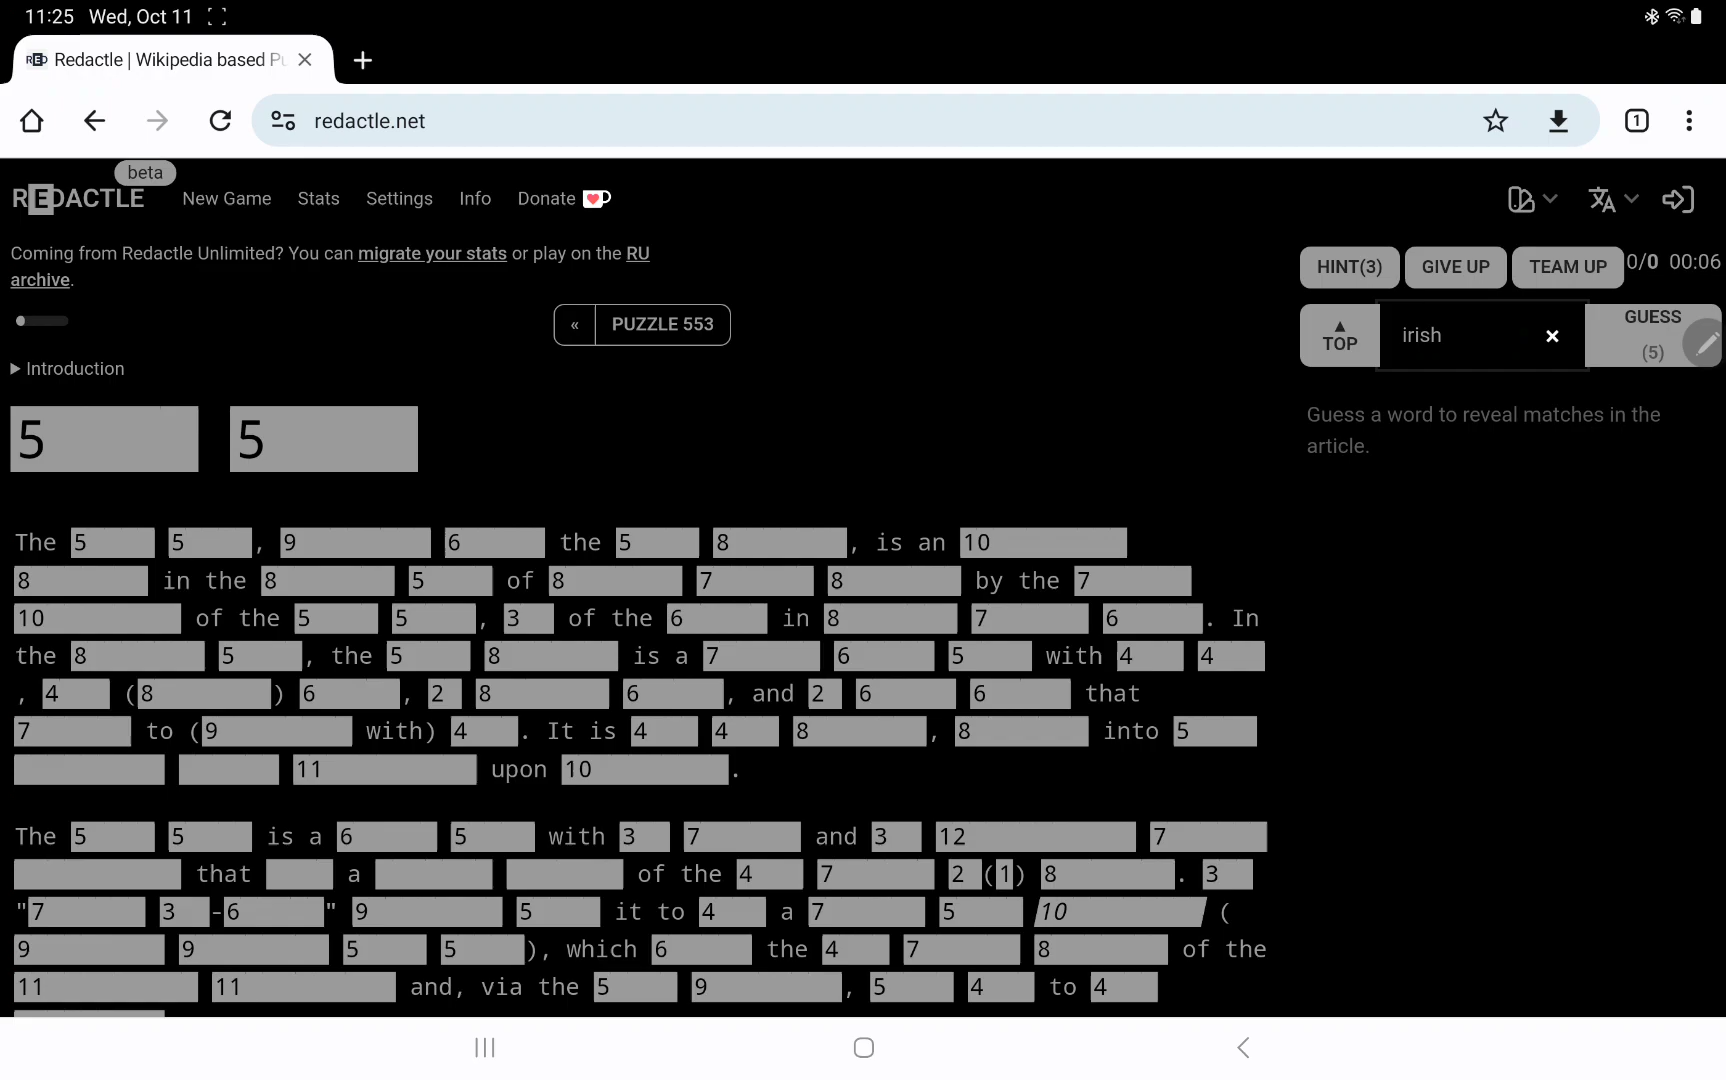 11:25 Wed, Oct 11
RED Redactle | Wikipedia based Pu
redactle.net
1
beta
REDACTLE New Game Stats Settings Info Donate
Coming from Redactle Unlimited? You can migrate your stats or play on the RU
archive.
HINT(3) GIVE UP TEAM UP 0/0 00:06
« PUZZLE 553
▲ TOP irish × GUESS (5)
▶ Introduction
Guess a word to reveal matches in the
article.
5 5
The 5 5, 9 6 the 5 8, is an 10
8 in the 8 5 of 8 7 8 by the 7
10 of the 5 5, 3 of the 6 in 8 7 6. In
the 8 5, the 5 8 is a 7 6 5 with 4 4
, 4 (8) 6, 2 8 6, and 2 6 6 that
7 to (9 with) 4. It is 4 4 8, 8 into 5
11 upon 10.
The 5 5 is a 6 5 with 3 7 and 3 12 7
that a of the 4 7 2(1) 8. 3
"7 3-6" 9 5 it to 4 a 7 5 10 (
9 9 5 5), which 6 the 4 7 8 of the
11 11 and, via the 5 9, 5 4 to 4